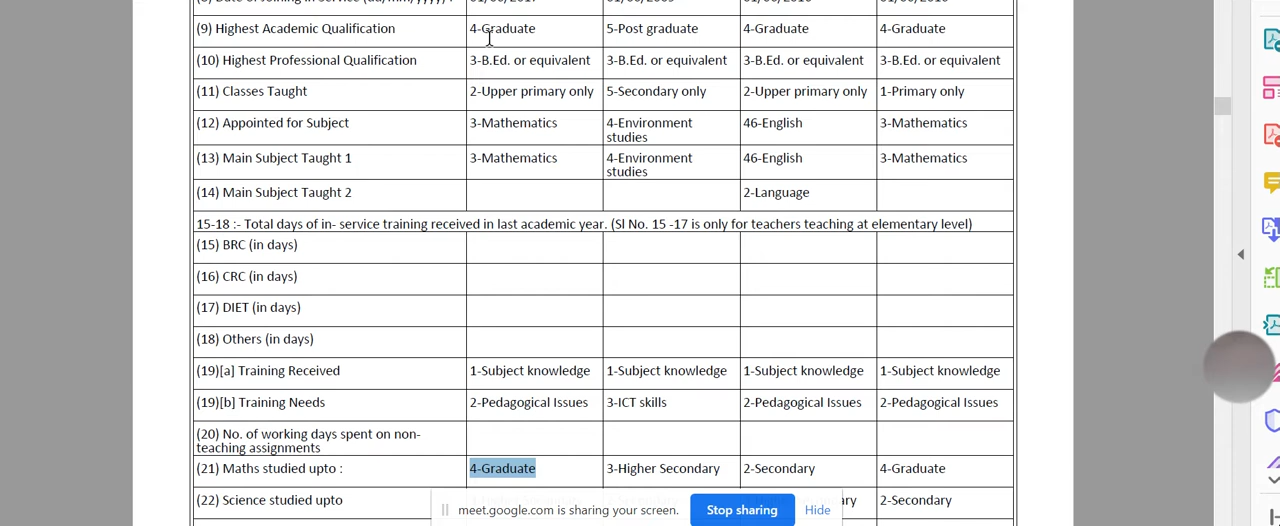 (9) Highest Academic Qualification 4-Graduate 5-Post graduate 4-Graduate 4-Graduate
(10) Highest Professional Qualification 3-B.Ed. or equivalent 3-B.Ed. or equivalent 3-B.Ed. or equivalent 3-B.Ed. or equivalent
(11) Classes Taught 2-Upper primary only 5-Secondary only 2-Upper primary only 1-Primary only
(12) Appointed for Subject 3-Mathematics 4-Environment 46-English 3-Mathematics
studies
(13) Main Subject Taught 1 3-Mathematics 4-Environment 46-English 3-Mathematics
studies
(14) Main Subject Taught 2 2-Language
15-18 :- Total days of in- service training received in last academic year. (Sl No. 15 -17 is only for teachers teaching at elementary level)
(15) BRC (in days)
(16) CRC (in days)
(17) DIET (in days)
(18) Others (in days)
(19)[a] Training Received 1-Subject knowledge 1-Subject knowledge 1-Subject knowledge 1-Subject knowledge
(19)[b] Training Needs 2-Pedagogical Issues 3-ICT skills 2-Pedagogical Issues 2-Pedagogical Issues
(20) No. of working days spent on non-
teaching assignments
(21) Maths studied upto : 4-Graduate 3-Higher Secondary 2-Secondary 4-Graduate
(22) Science studied upto 2-Secondary
meet.google.com is sharing your screen. Stop sharing Hide